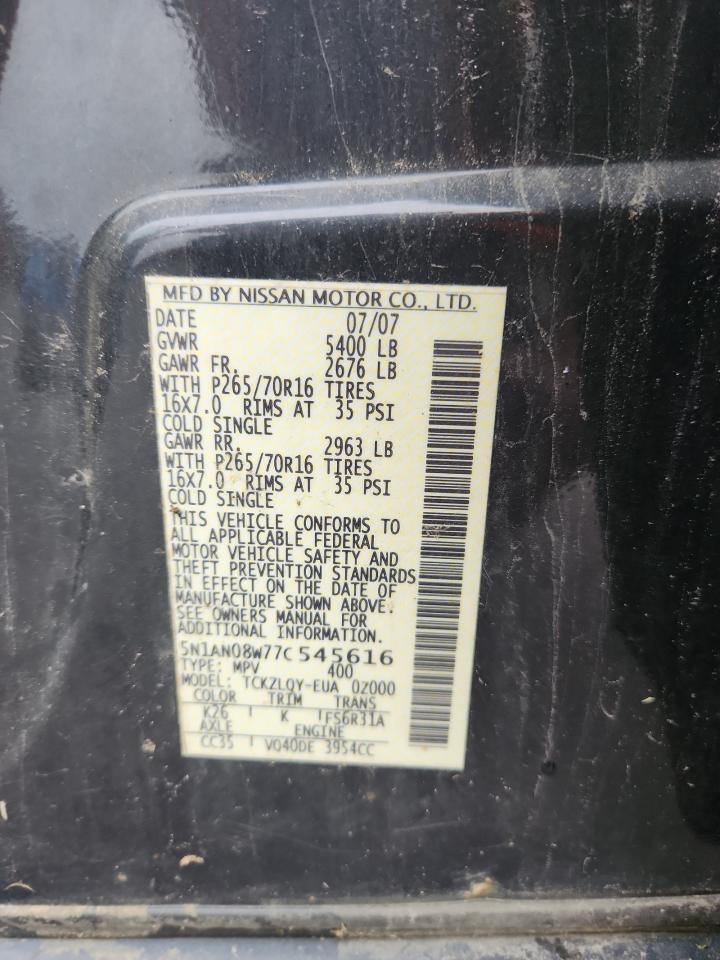 MFD BY NISSAN MOTOR CO., LTD.
DATE 07/07
GVWR 5400 LB
GAWR FR. 2676 LB
WITH P265/70R16 TIRES
16X7.0 RIMS AT 35 PSI
COLD SINGLE
GAWR RR. 2963 LB
WITH P265/70R16 TIRES
16X7.0 RIMS AT 35 PSI
COLD SINGLE
THIS VEHICLE CONFORMS TO
ALL APPLICABLE FEDERAL
MOTOR VEHICLE SAFETY AND
THEFT PREVENTION STANDARDS
IN EFFECT ON THE DATE OF
MANUFACTURE SHOWN ABOVE.
SEE OWNERS MANUAL FOR
ADDITIONAL INFORMATION.
5N1AN08W77C545616
TYPE: MPV 400
MODEL: TCKZLQY-EUA 0Z000
COLOR TRIM TRANS
K26 K FS6R31A
AXLE ENGINE
CC35 VQ40DE 3954CC